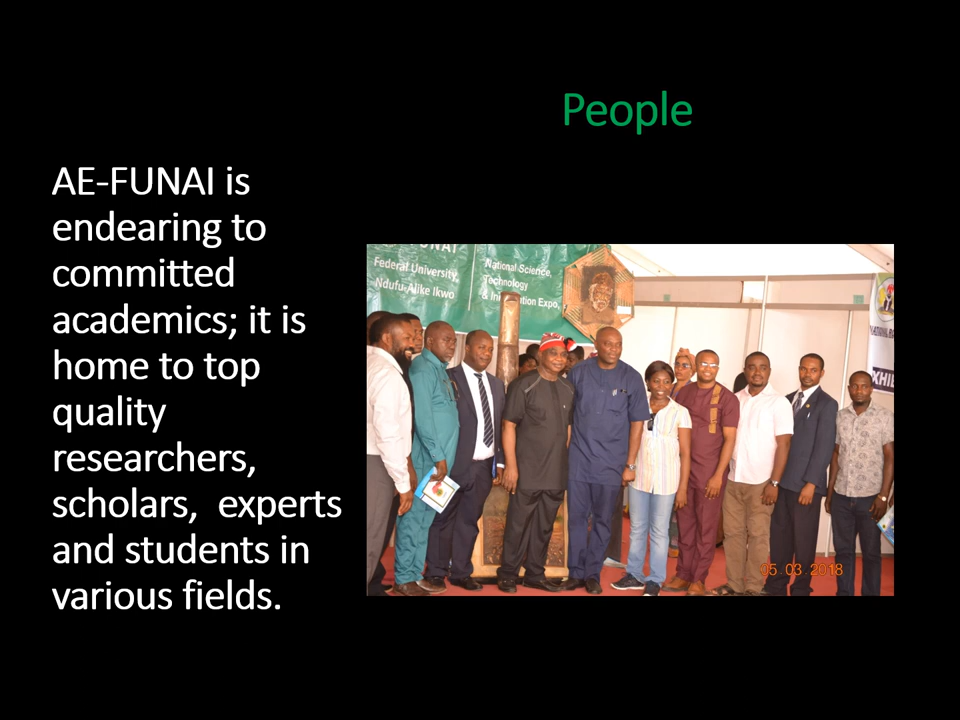 People
AE-FUNAI is
endearing to
committed
academics; it is
home to top
quality
researchers,
scholars,  experts
and students in
various fields.
FUNAI
Federal University
Ndufu-Alike Ikwo
National Science,
Technology
& Innovation Expo,
05 03 2018